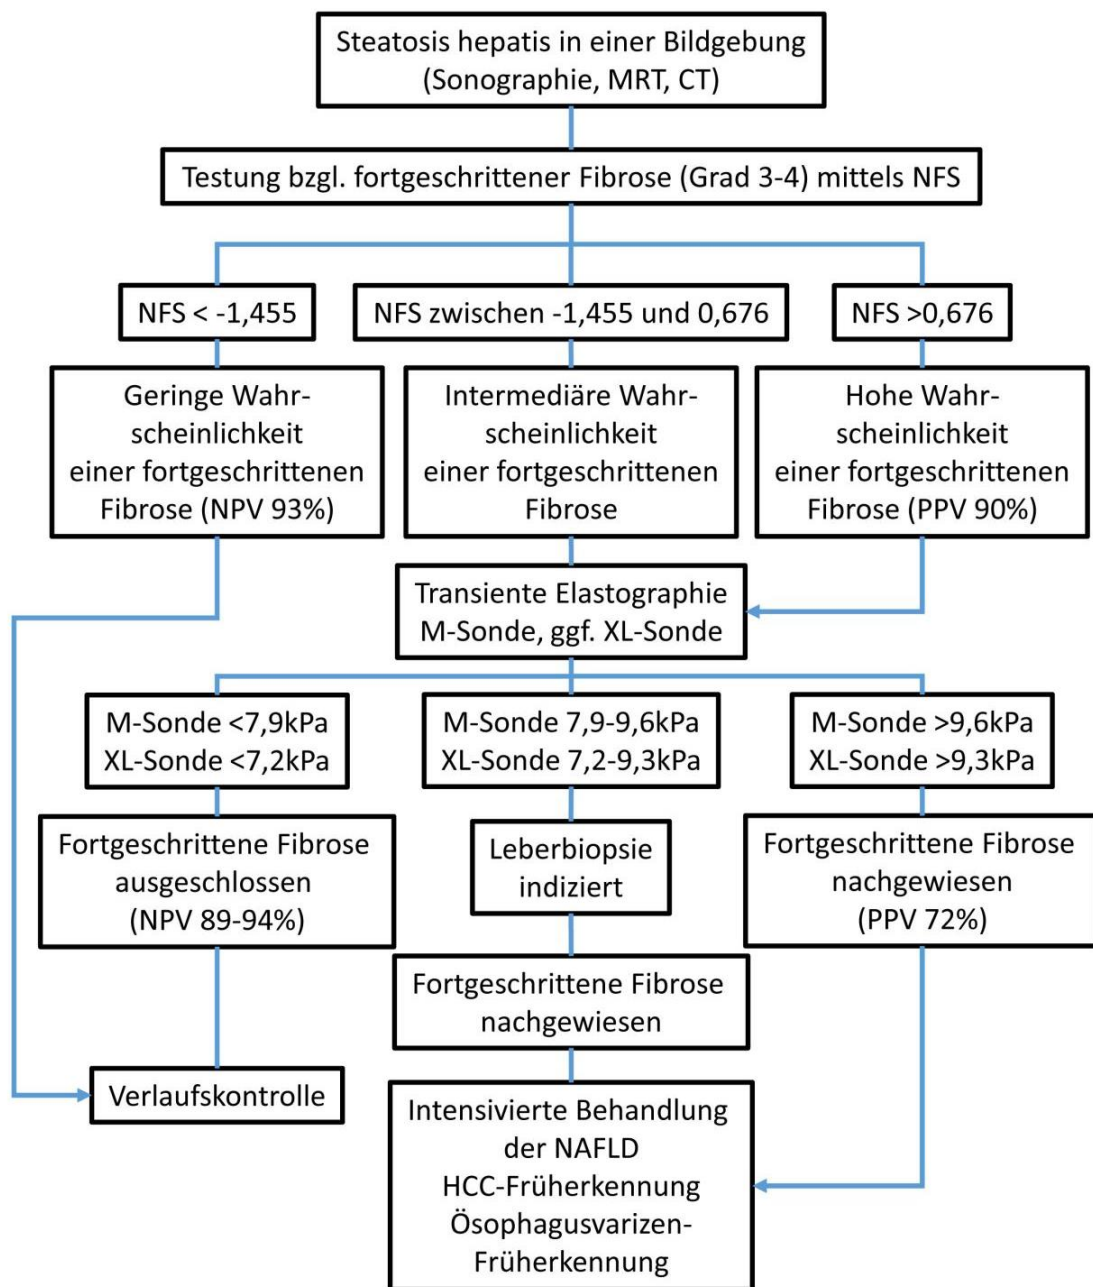 Steatosis hepatis in einer Bildgebung
(Sonographie, MRT, CT)
Testung bzgl. fortgeschrittener Fibrose (Grad 3-4) mittels NFS
NFS < -1,455
NFS zwischen -1,455 und 0,676
NFS >0,676
Geringe Wahr-
scheinlichkeit
einer fortgeschrittenen
Fibrose (NPV 93%)
Intermediäre Wahr-
scheinlichkeit
einer fortgeschrittenen
Fibrose
Hohe Wahr-
scheinlichkeit
einer fortgeschrittenen
Fibrose (PPV 90%)
Transiente Elastographie
M-Sonde, ggf. XL-Sonde
M-Sonde <7,9kPa
XL-Sonde <7,2kPa
M-Sonde 7,9-9,6kPa
XL-Sonde 7,2-9,3kPa
M-Sonde >9,6kPa
XL-Sonde >9,3kPa
Fortgeschrittene Fibrose
ausgeschlossen
(NPV 89-94%)
Leberbiopsie
indiziert
Fortgeschrittene Fibrose
nachgewiesen
(PPV 72%)
Fortgeschrittene Fibrose
nachgewiesen
Verlaufskontrolle
Intensivierte Behandlung
der NAFLD
HCC-Früherkennung
Ösophagusvarizen-
Früherkennung